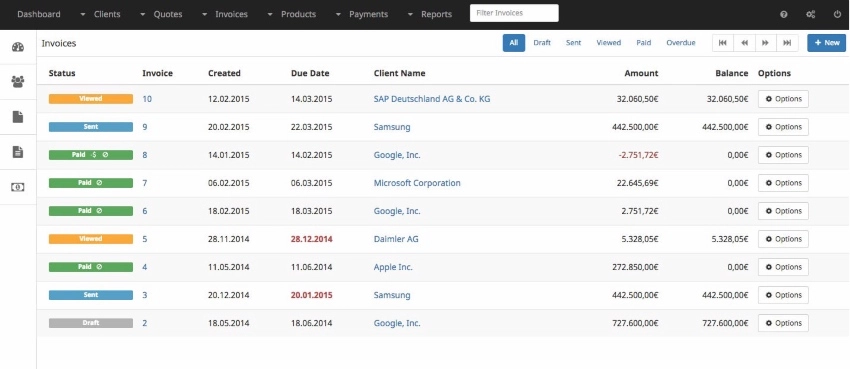 Dashboard Clients Quotes Invoices Products Payments Reports Filter Invoices
Invoices All Draft Sent Viewed Paid Overdue + New
Status Invoice Created Due Date Client Name Amount Balance Options
Viewed 10 12.02.2015 14.03.2015 SAP Deutschland AG & Co. KG 32.060,50€ 32.060,50€ Options
Sent 9 20.02.2015 22.03.2015 Samsung 442.500,00€ 442.500,00€ Options
Paid 8 14.01.2015 14.02.2015 Google, Inc. -2.751,72€ 0,00€ Options
Paid 7 06.02.2015 06.03.2015 Microsoft Corporation 22.645,69€ 0,00€ Options
Paid 6 18.02.2015 18.03.2015 Google, Inc. 2.751,72€ 0,00€ Options
Viewed 5 28.11.2014 28.12.2014 Daimler AG 5.328,05€ 5.328,05€ Options
Paid 4 11.05.2014 11.06.2014 Apple Inc. 272.850,00€ 0,00€ Options
Sent 3 20.12.2014 20.01.2015 Samsung 442.500,00€ 442.500,00€ Options
Draft 2 18.05.2014 18.06.2014 Google, Inc. 727.600,00€ 727.600,00€ Options